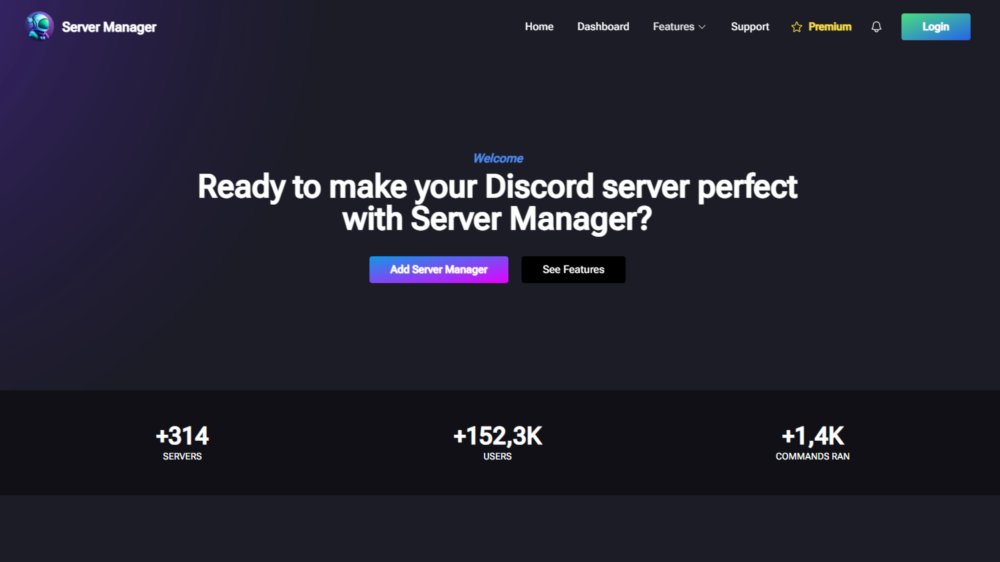 Server Manager
Home Dashboard Features Support Premium Login
Welcome
Ready to make your Discord server perfect
with Server Manager?
Add Server Manager See Features
+314 +152,3K +1,4K
SERVERS USERS COMMANDS RAN